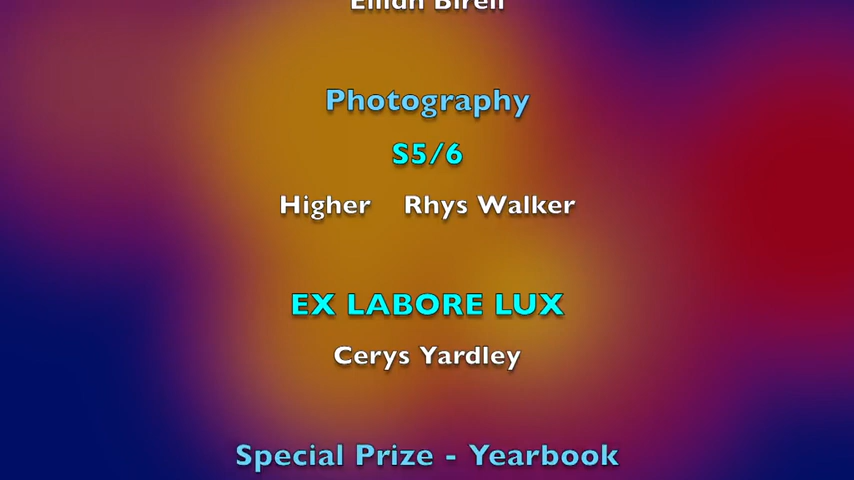 Photography
S5/6
Higher Rhys Walker
EX LABORE LUX
Cerys Yardley
Special Prize - Yearbook